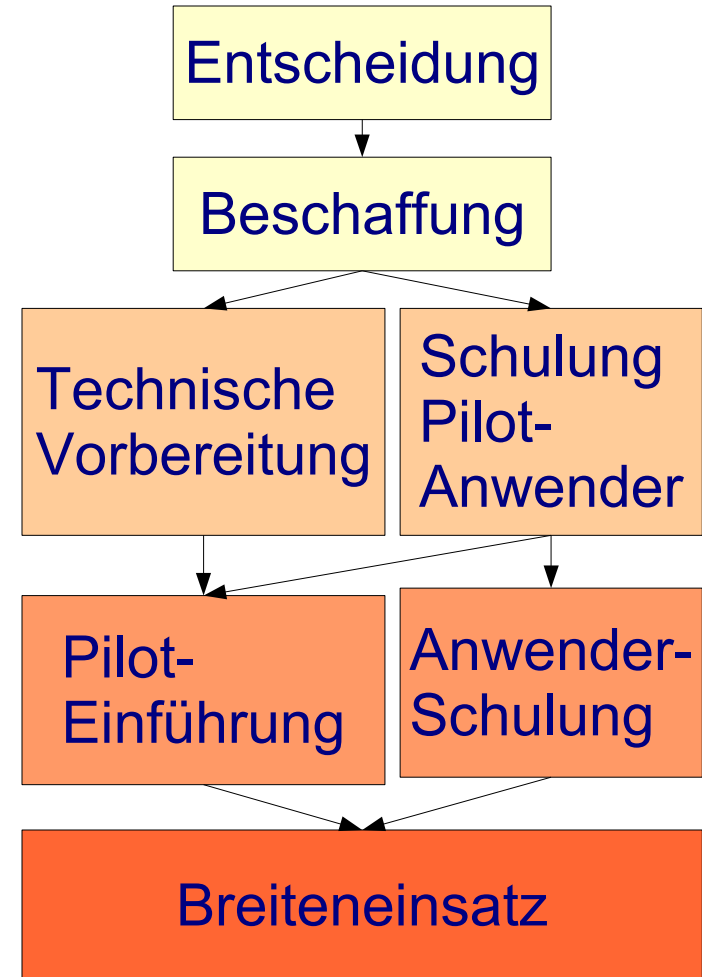 Entscheidung
Beschaffung
Technische
Vorbereitung
Schulung
Pilot-
Anwender
Pilot-
Einführung
Anwender-
Schulung
Breiteneinsatz